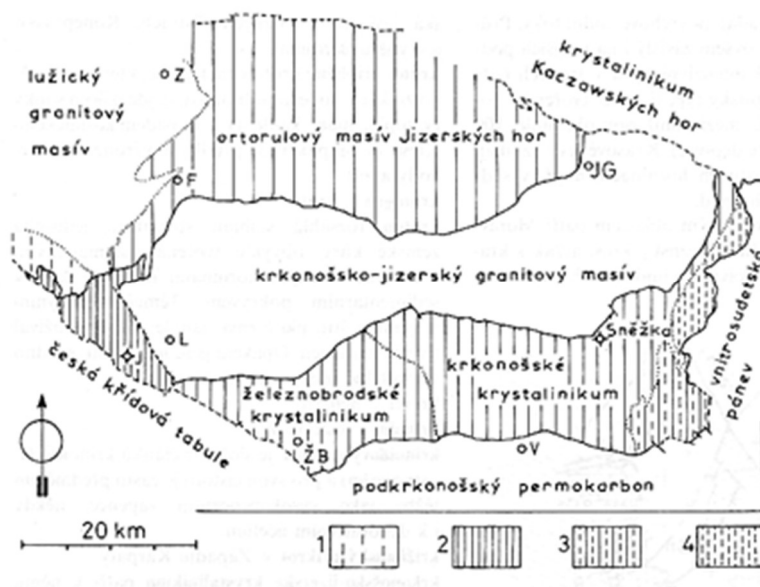 lužický
granitový
masív
Z
krystalinikum
Kaczawských hor
ortorulový masiv Jizerských hor
F
JG
krkonošsko-jizerský granitový masív
Sněžka
L
česká křídová tabule
železnobrodské
krystalinikum
ŽB
krkonošské
krystalinikum
V
vnitrosudetská
pánev
podkrkonošský permokarbon
20 km
1
2
3
4